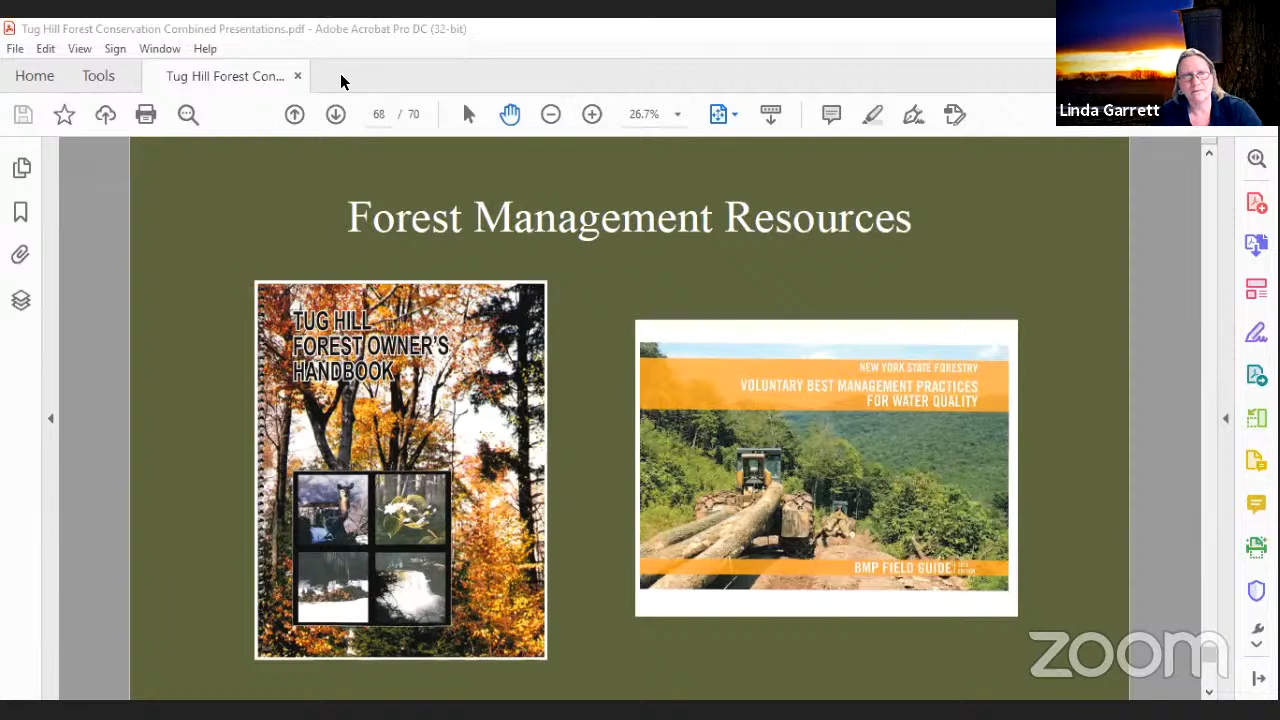 Tug Hill Forest Conservation Combined Presentations.pdf - Adobe Acrobat Pro DC (32-bit)
File Edit View Sign Window Help
Home Tools Tug Hill Forest Con... ×
68 / 70 26.7%
Linda Garrett
Forest Management Resources
TUG HILL
FOREST OWNER'S
HANDBOOK
NEW YORK STATE FORESTRY
VOLUNTARY BEST MANAGEMENT PRACTICES
FOR WATER QUALITY
BMP FIELD GUIDE
zoom